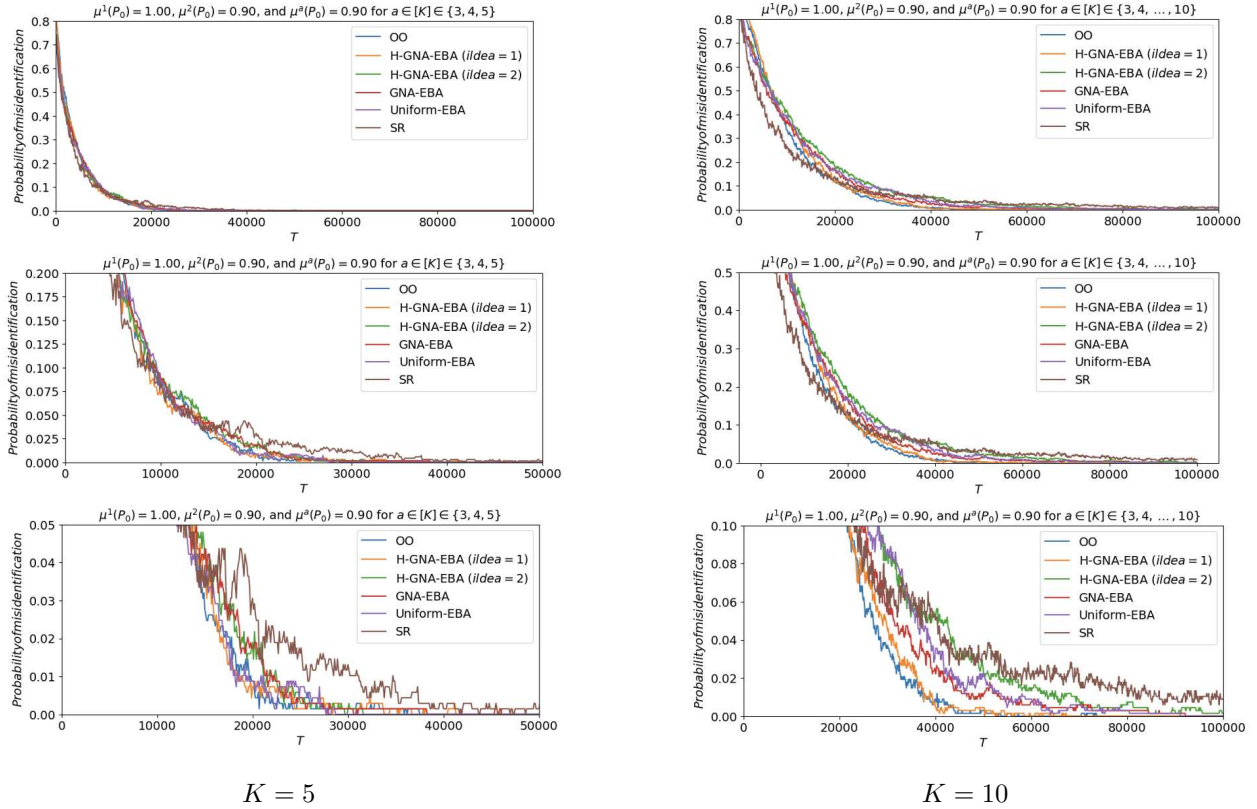 μ¹(P₀) = 1.00, μ²(P₀) = 0.90, and μᵃ(P₀) = 0.90 for a ∈ [K] ∈ {3, 4, 5}
Probabilityofmisidentification
0.8
0.7
0.6
0.5
0.4
0.3
0.2
0.1
0.0
OO
H-GNA-EBA (iIdea = 1)
H-GNA-EBA (iIdea = 2)
GNA-EBA
Uniform-EBA
SR
0 20000 40000 60000 80000 100000
T
μ¹(P₀) = 1.00, μ²(P₀) = 0.90, and μᵃ(P₀) = 0.90 for a ∈ [K] ∈ {3, 4, …, 10}
Probabilityofmisidentification
0.8
0.7
0.6
0.5
0.4
0.3
0.2
0.1
0.0
OO
H-GNA-EBA (iIdea = 1)
H-GNA-EBA (iIdea = 2)
GNA-EBA
Uniform-EBA
SR
0 20000 40000 60000 80000 100000
T
μ¹(P₀) = 1.00, μ²(P₀) = 0.90, and μᵃ(P₀) = 0.90 for a ∈ [K] ∈ {3, 4, 5}
Probabilityofmisidentification
0.200
0.175
0.150
0.125
0.100
0.075
0.050
0.025
0.000
OO
H-GNA-EBA (iIdea = 1)
H-GNA-EBA (iIdea = 2)
GNA-EBA
Uniform-EBA
SR
0 10000 20000 30000 40000 50000
T
μ¹(P₀) = 1.00, μ²(P₀) = 0.90, and μᵃ(P₀) = 0.90 for a ∈ [K] ∈ {3, 4, …, 10}
Probabilityofmisidentification
0.5
0.4
0.3
0.2
0.1
0.0
OO
H-GNA-EBA (iIdea = 1)
H-GNA-EBA (iIdea = 2)
GNA-EBA
Uniform-EBA
SR
0 20000 40000 60000 80000 100000
T
μ¹(P₀) = 1.00, μ²(P₀) = 0.90, and μᵃ(P₀) = 0.90 for a ∈ [K] ∈ {3, 4, 5}
Probabilityofmisidentification
0.05
0.04
0.03
0.02
0.01
0.00
OO
H-GNA-EBA (iIdea = 1)
H-GNA-EBA (iIdea = 2)
GNA-EBA
Uniform-EBA
SR
0 10000 20000 30000 40000 50000
T
μ¹(P₀) = 1.00, μ²(P₀) = 0.90, and μᵃ(P₀) = 0.90 for a ∈ [K] ∈ {3, 4, …, 10}
Probabilityofmisidentification
0.10
0.08
0.06
0.04
0.02
0.00
OO
H-GNA-EBA (iIdea = 1)
H-GNA-EBA (iIdea = 2)
GNA-EBA
Uniform-EBA
SR
0 20000 40000 60000 80000 100000
T
K = 5
K = 10